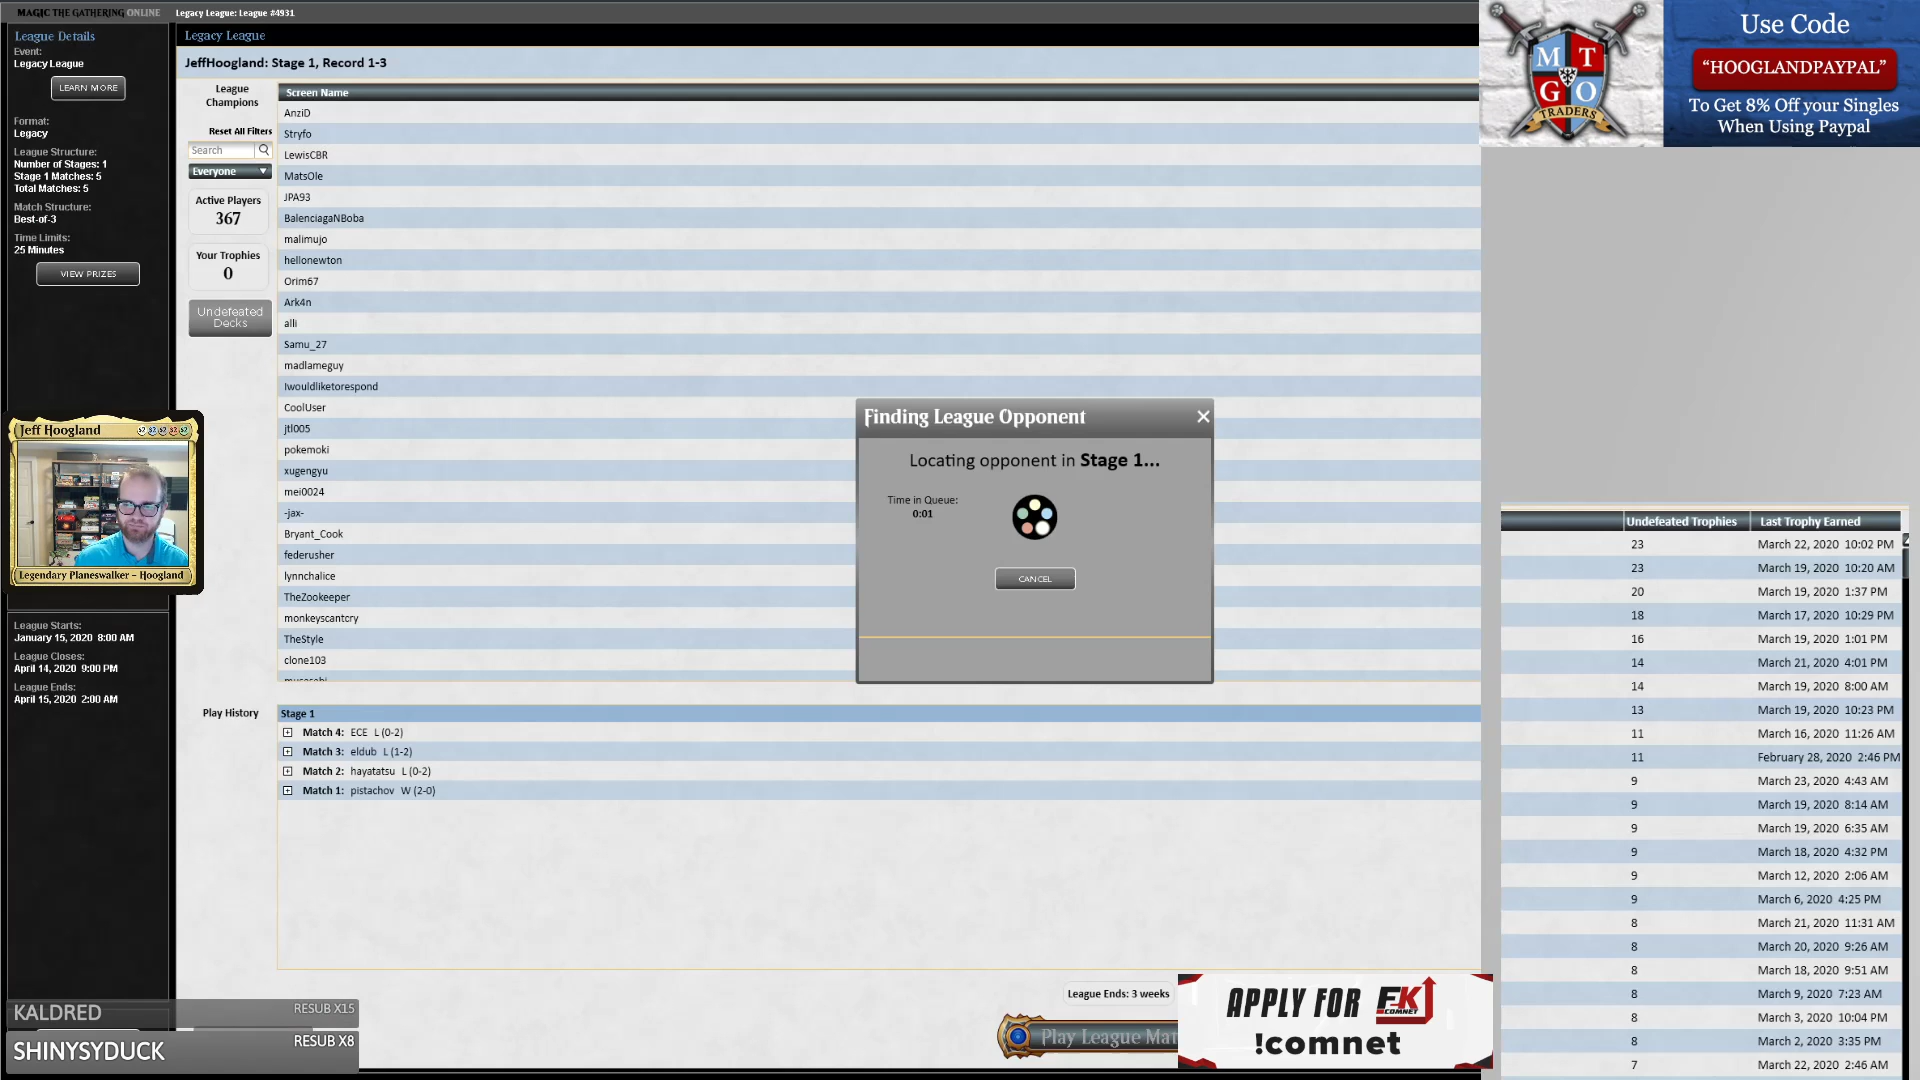 MAGIC THE GATHERING ONLINE
Legacy League: League #4931
League Details
Event:
Legacy League
LEARN MORE
Format:
Legacy
League Structure:
Number of Stages: 1
Stage 1 Matches: 5
Total Matches: 5
Match Structure:
Best-of-3
Time Limits:
25 Minutes
VIEW PRIZES
Jeff Hoogland
Legendary Planeswalker – Hoogland
League Starts:
January 15, 2020 8:00 AM
League Closes:
April 14, 2020 9:00 PM
League Ends:
April 15, 2020 2:00 AM
KALDRED RESUB X15
SHINYSYDUCK RESUB X8
Legacy League
JeffHoogland: Stage 1, Record 1-3
League
Champions
Reset All Filters
Search
Everyone
Active Players
367
Your Trophies
0
Undefeated
Decks
Screen Name
AnziD
Stryfo
LewisCBR
MatsOle
JPA93
BalenciagaNBoba
malimujo
hellonewton
Orim67
Ark4n
alli
Samu_27
madlameguy
Iwouldliketorespond
CoolUser
jtl005
pokemoki
xugengyu
mei0024
-jax-
Bryant_Cook
federusher
lynnchalice
TheZookeeper
monkeyscantcry
TheStyle
clone103
Finding League Opponent
Locating opponent in Stage 1...
Time in Queue:
0:01
CANCEL
Play History
Stage 1
Match 4: ECE L (0-2)
Match 3: eldub L (1-2)
Match 2: hayatatsu L (0-2)
Match 1: pistachov W (2-0)
League Ends: 3 weeks
Play League Mat
APPLY FOR FK COMNET
!comnet
MTGO
TRADERS
Use Code
“HOOGLANDPAYPAL”
To Get 8% Off your Singles
When Using Paypal
Undefeated Trophies Last Trophy Earned
23 March 22, 2020 10:02 PM
23 March 19, 2020 10:20 AM
20 March 19, 2020 1:37 PM
18 March 17, 2020 10:29 PM
16 March 19, 2020 1:01 PM
14 March 21, 2020 4:01 PM
14 March 19, 2020 8:00 AM
13 March 19, 2020 10:23 PM
11 March 16, 2020 11:26 AM
11 February 28, 2020 2:46 PM
9 March 23, 2020 4:43 AM
9 March 19, 2020 8:14 AM
9 March 19, 2020 6:35 AM
9 March 18, 2020 4:32 PM
9 March 12, 2020 2:06 AM
9 March 6, 2020 4:25 PM
8 March 21, 2020 11:31 AM
8 March 20, 2020 9:26 AM
8 March 18, 2020 9:51 AM
8 March 9, 2020 7:23 AM
8 March 3, 2020 10:04 PM
8 March 2, 2020 3:35 PM
7 March 22, 2020 2:46 AM